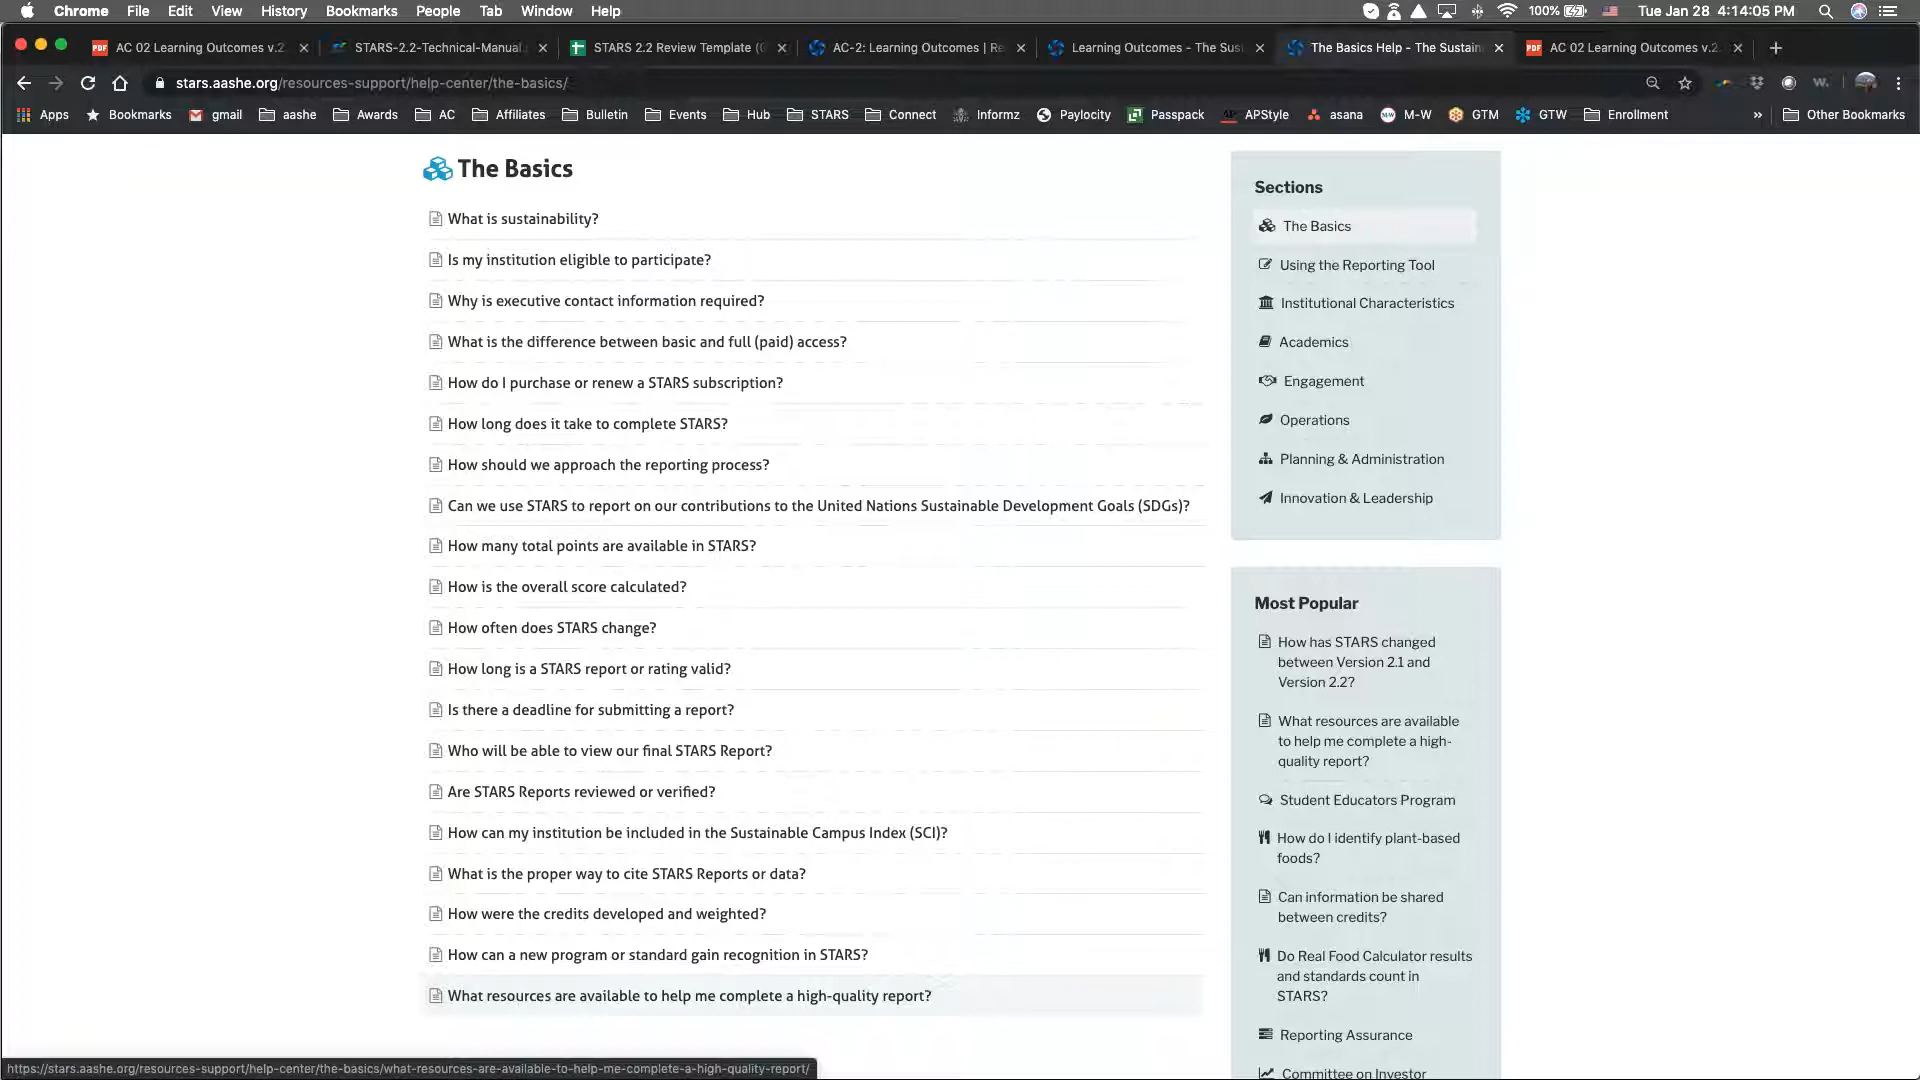 Chrome File Edit View History Bookmarks People Tab Window Help 100% Tue Jan 28 4:14:05 PM
AC 02 Learning Outcomes v.2 STARS-2.2-Technical-Manual. STARS 2.2 Review Template ( AC-2: Learning Outcomes | Re Learning Outcomes - The Sus The Basics Help - The Sustain AC 02 Learning Outcomes v.2
stars.aashe.org/resources-support/help-center/the-basics/
Apps Bookmarks gmail aashe Awards AC Affiliates Bulletin Events Hub STARS Connect Informz Paylocity Passpack APStyle asana M-W GTM GTW Enrollment » Other Bookmarks
The Basics
What is sustainability?
Is my institution eligible to participate?
Why is executive contact information required?
What is the difference between basic and full (paid) access?
How do I purchase or renew a STARS subscription?
How long does it take to complete STARS?
How should we approach the reporting process?
Can we use STARS to report on our contributions to the United Nations Sustainable Development Goals (SDGs)?
How many total points are available in STARS?
How is the overall score calculated?
How often does STARS change?
How long is a STARS report or rating valid?
Is there a deadline for submitting a report?
Who will be able to view our final STARS Report?
Are STARS Reports reviewed or verified?
How can my institution be included in the Sustainable Campus Index (SCI)?
What is the proper way to cite STARS Reports or data?
How were the credits developed and weighted?
How can a new program or standard gain recognition in STARS?
What resources are available to help me complete a high-quality report?
Sections
The Basics
Using the Reporting Tool
Institutional Characteristics
Academics
Engagement
Operations
Planning & Administration
Innovation & Leadership
Most Popular
How has STARS changed
between Version 2.1 and
Version 2.2?
What resources are available
to help me complete a high-
quality report?
Student Educators Program
How do I identify plant-based
foods?
Can information be shared
between credits?
Do Real Food Calculator results
and standards count in
STARS?
Reporting Assurance
Committee on Investor
https://stars.aashe.org/resources-support/help-center/the-basics/what-resources-are-available-to-help-me-complete-a-high-quality-report/